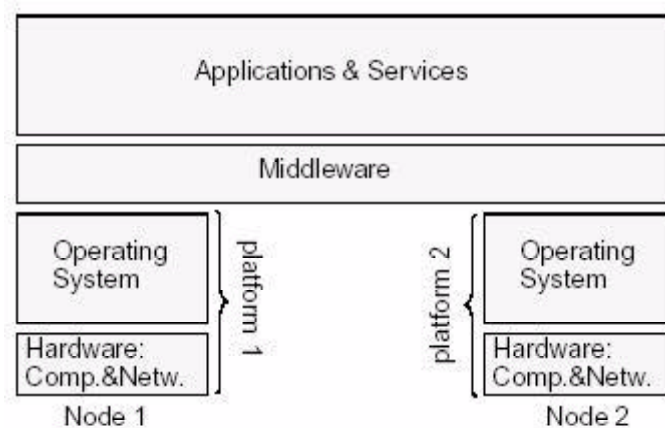 Applications & Services
Middleware
Operating
System
platform 1
platform 2
Operating
System
Hardware:
Comp.&Netw.
Hardware:
Comp.&Netw.
Node 1
Node 2